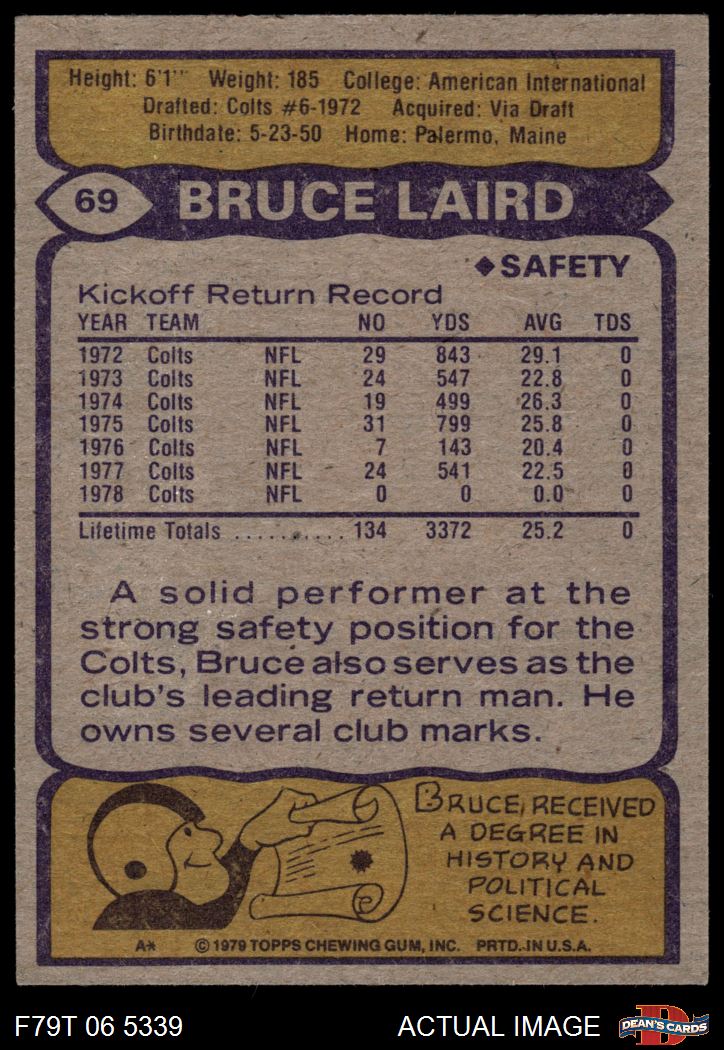 Height: 6'1" Weight: 185 College: American International
Drafted: Colts #6-1972 Acquired: Via Draft
Birthdate: 5-23-50 Home: Palermo, Maine
69 BRUCE LAIRD
◆SAFETY
Kickoff Return Record
YEAR TEAM NO YDS AVG TDS
1972 Colts NFL 29 843 29.1 0
1973 Colts NFL 24 547 22.8 0
1974 Colts NFL 19 499 26.3 0
1975 Colts NFL 31 799 25.8 0
1976 Colts NFL 7 143 20.4 0
1977 Colts NFL 24 541 22.5 0
1978 Colts NFL 0 0 0.0 0
Lifetime Totals ........... 134 3372 25.2 0
A solid performer at the
strong safety position for the
Colts, Bruce also serves as the
club's leading return man. He
owns several club marks.
BRUCE RECEIVED
A DEGREE IN
HISTORY AND
POLITICAL
SCIENCE.
A* © 1979 TOPPS CHEWING GUM, INC. PRTD. IN U.S.A.
F79T 06 5339 ACTUAL IMAGE DEAN'S CARDS